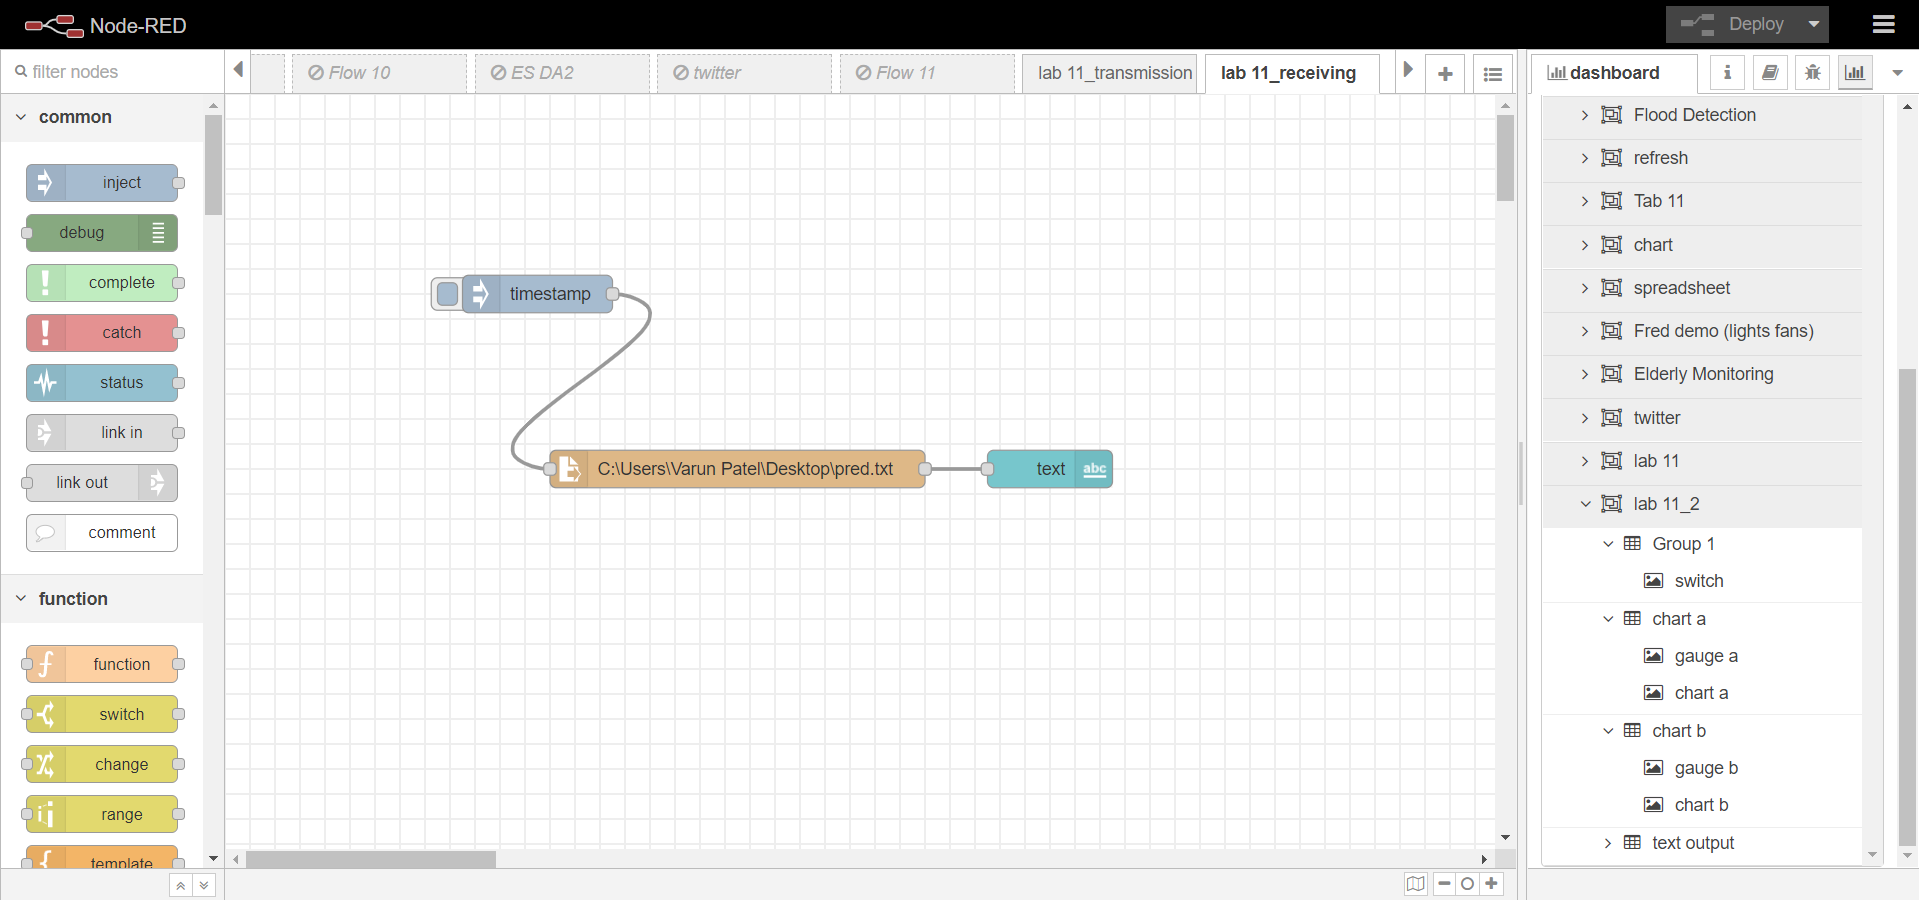 Node-RED
Deploy
filter nodes
Flow 10
ES DA2
twitter
Flow 11
lab 11_transmission
lab 11_receiving
dashboard
i
common
inject
debug
complete
catch
status
link in
link out
comment
function
function
switch
change
range
template
timestamp
C:\Users\Varun Patel\Desktop\pred.txt
text
abc
Flood Detection
refresh
Tab 11
chart
spreadsheet
Fred demo (lights fans)
Elderly Monitoring
twitter
lab 11
lab 11_2
Group 1
switch
chart a
gauge a
chart a
chart b
gauge b
chart b
text output